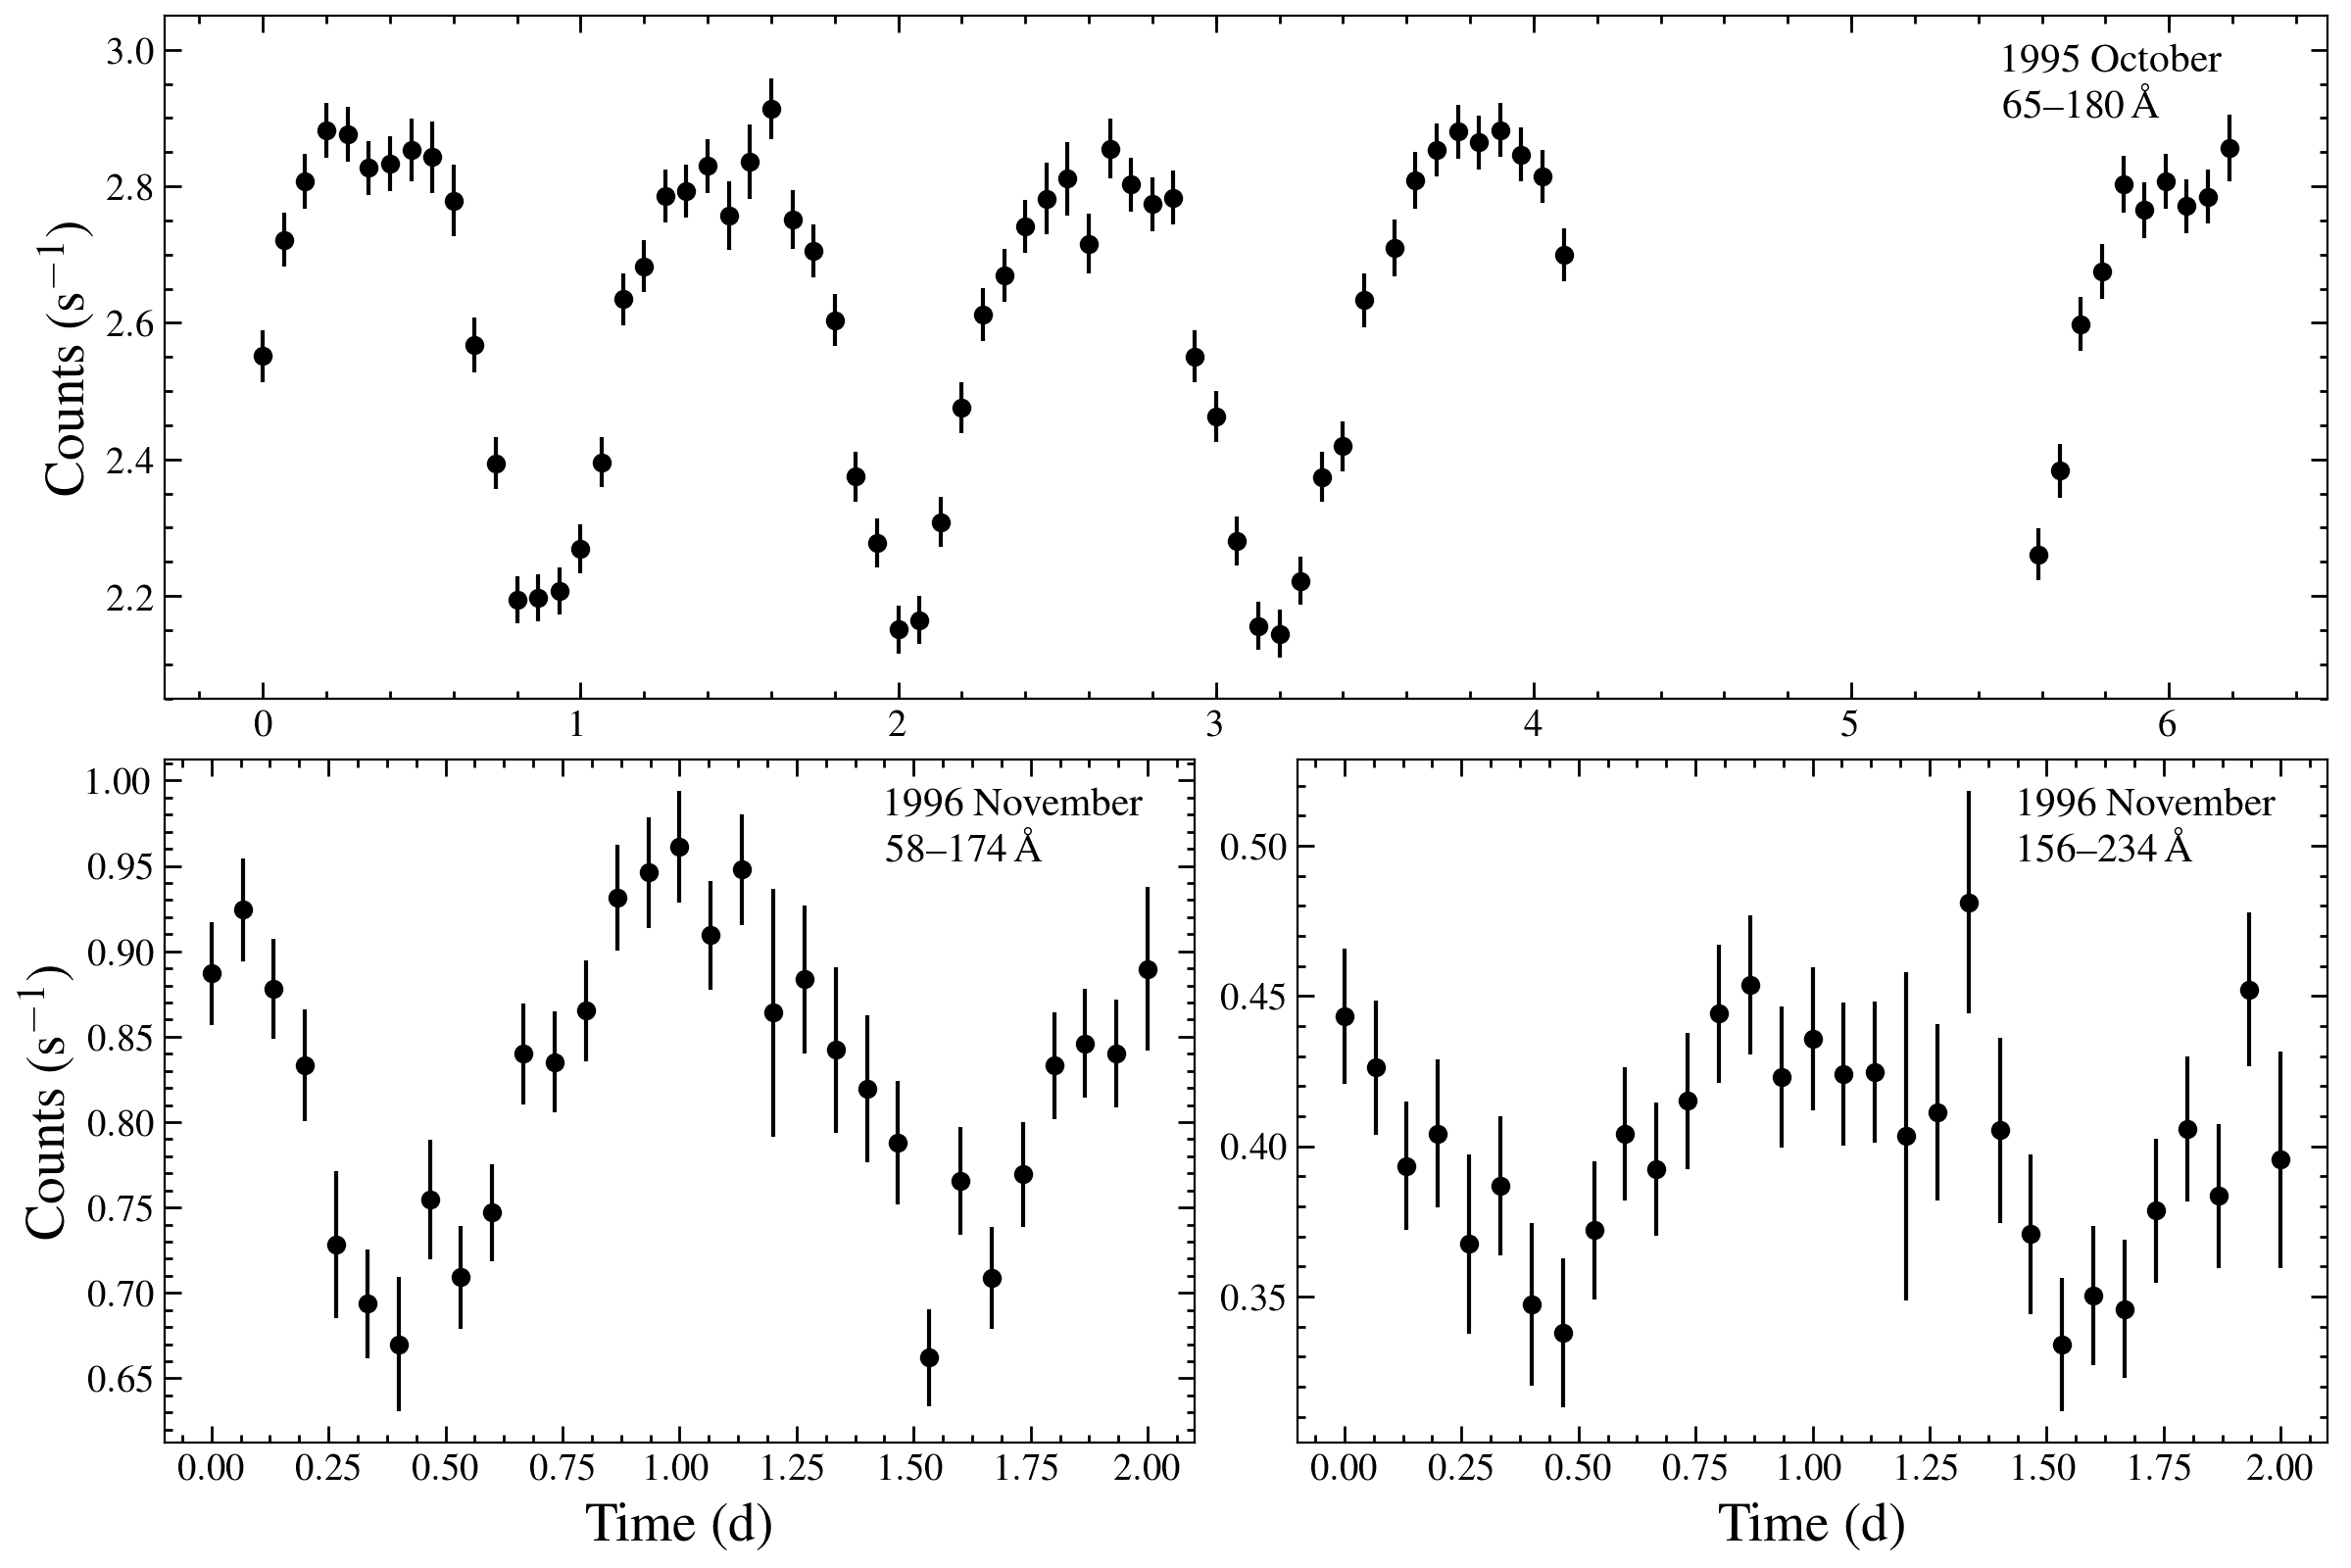 1995 October
65–180 Å
Counts (s⁻¹)
3.0
2.8
2.6
2.4
2.2
0 1 2 3 4 5 6
1996 November
58–174 Å
Counts (s⁻¹)
1.00
0.95
0.90
0.85
0.80
0.75
0.70
0.65
0.00 0.25 0.50 0.75 1.00 1.25 1.50 1.75 2.00
Time (d)
1996 November
156–234 Å
0.50
0.45
0.40
0.35
0.00 0.25 0.50 0.75 1.00 1.25 1.50 1.75 2.00
Time (d)